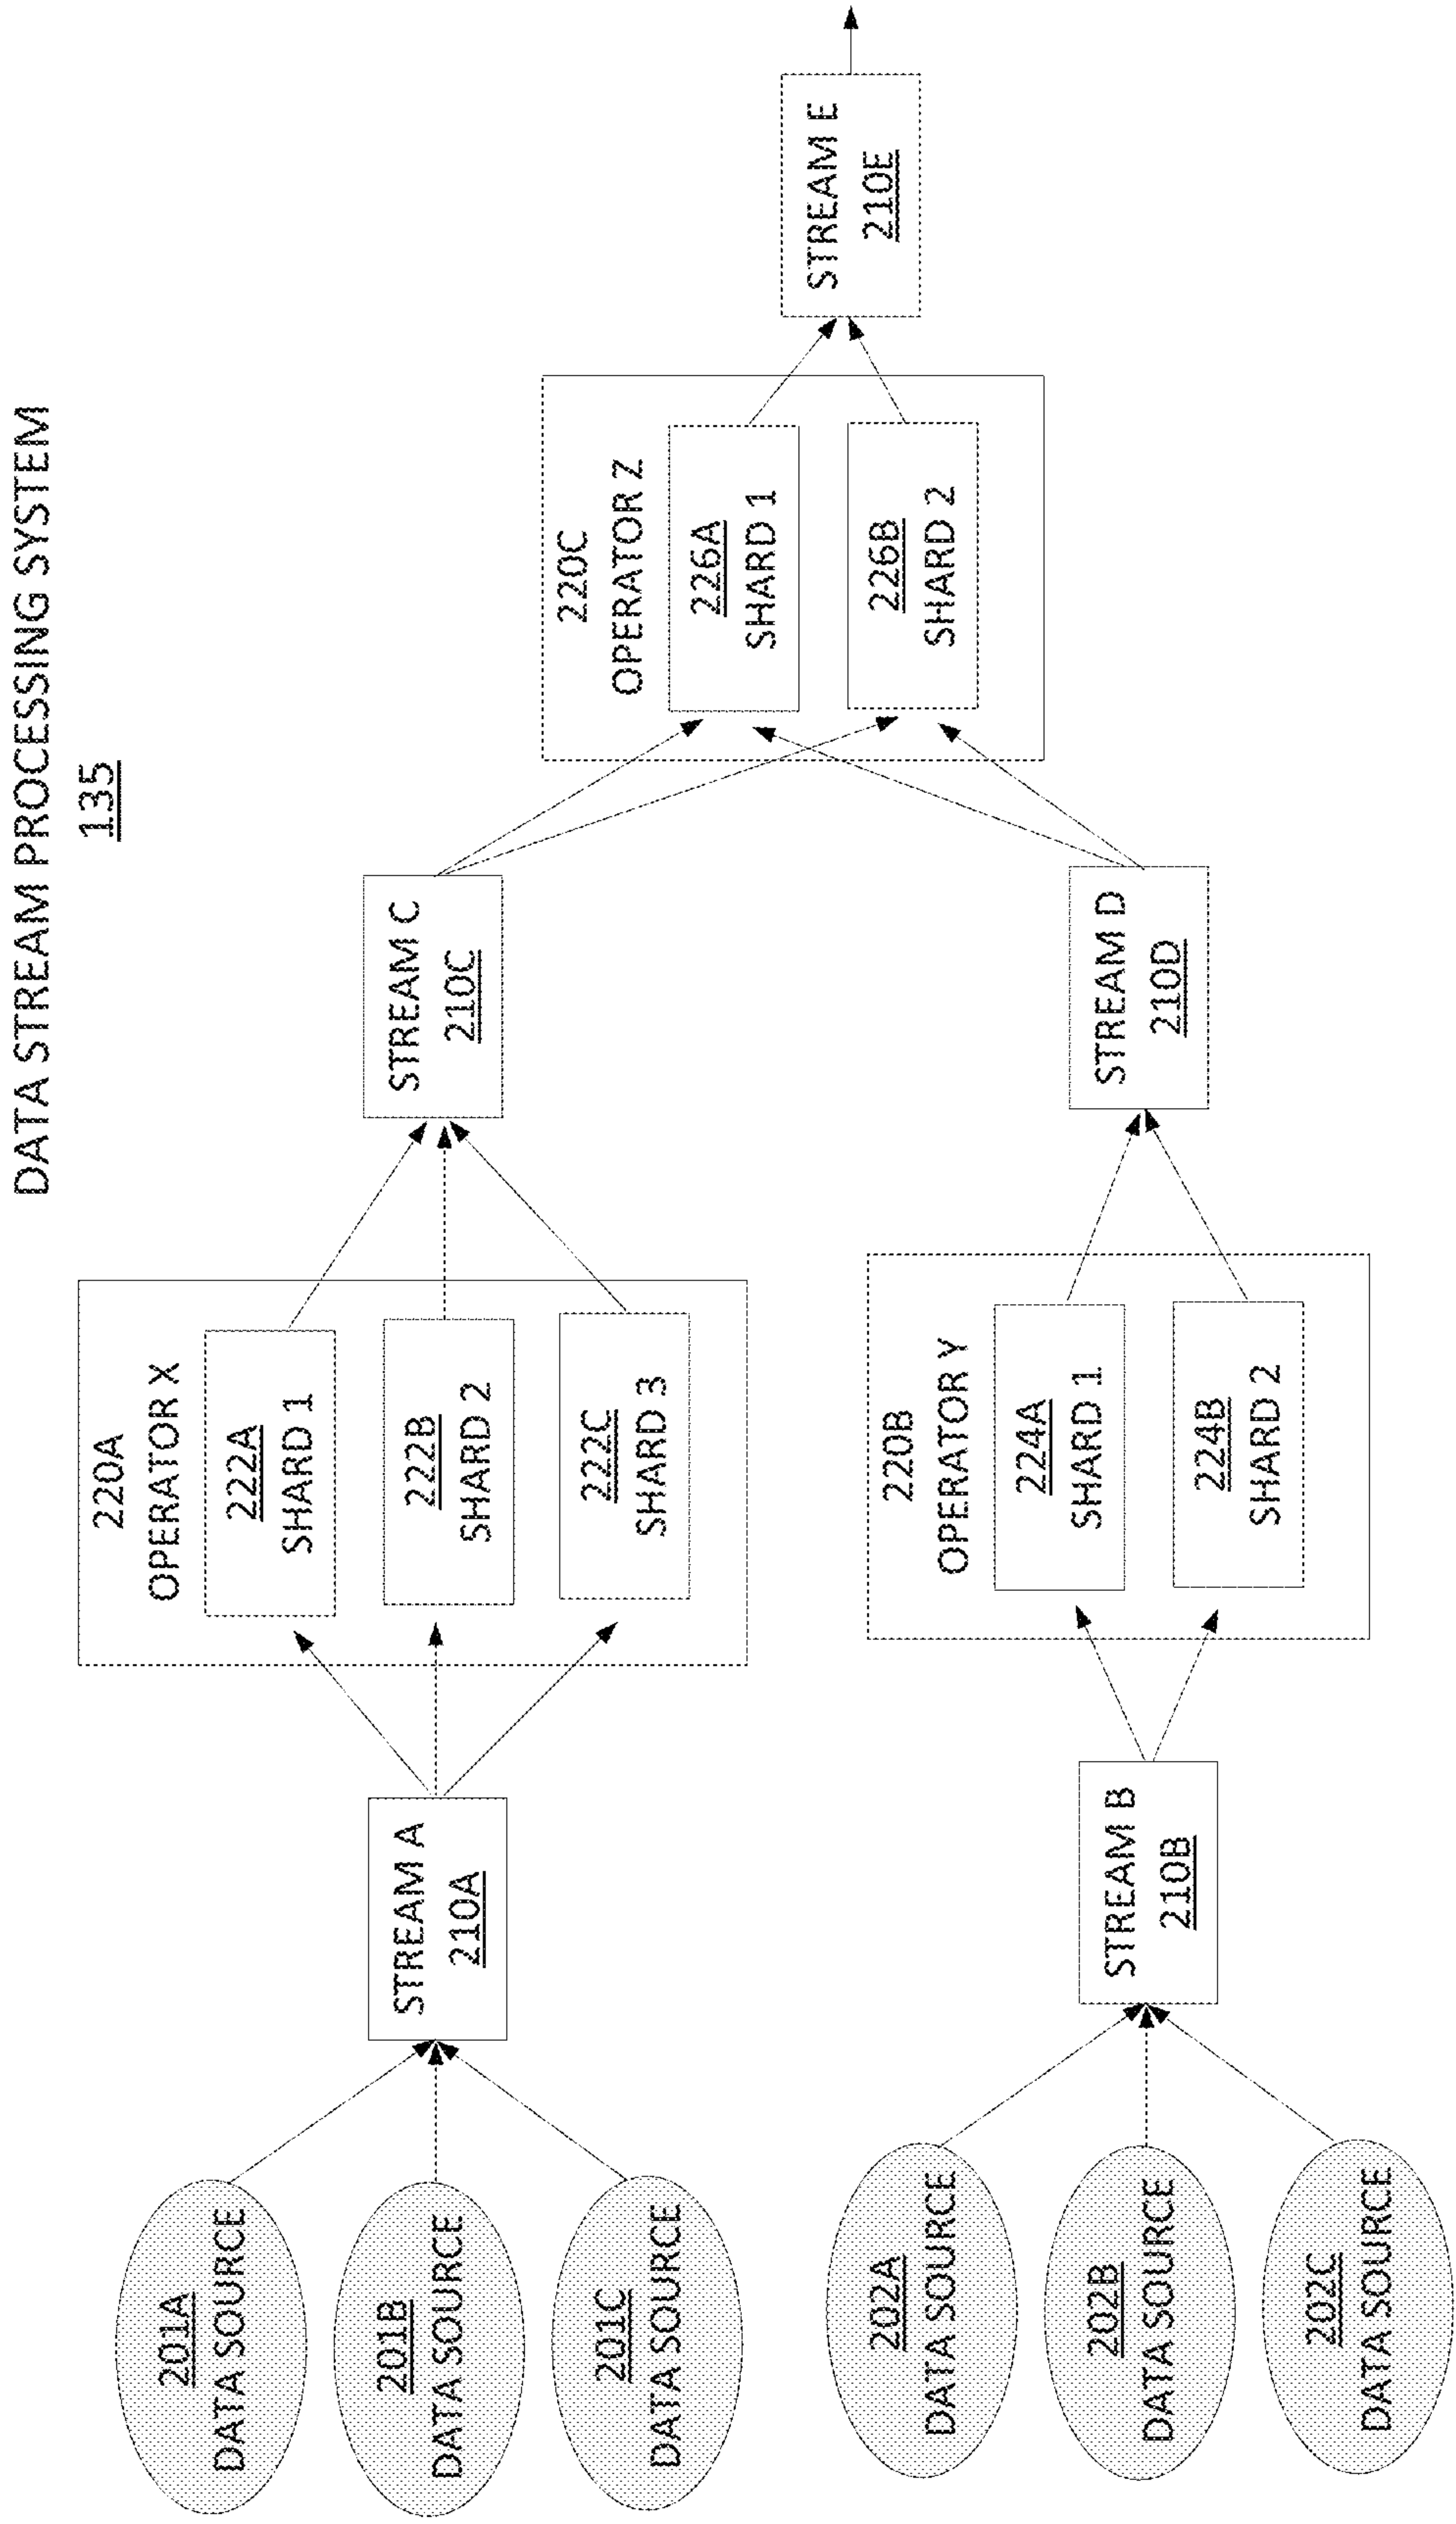 DATA STREAM PROCESSING SYSTEM
135
201A
DATA SOURCE
201B
DATA SOURCE
201C
DATA SOURCE
STREAM A
210A
220A
OPERATOR X
222A
SHARD 1
222B
SHARD 2
222C
SHARD 3
STREAM C
210C
202A
DATA SOURCE
202B
DATA SOURCE
202C
DATA SOURCE
STREAM B
210B
220B
OPERATOR Y
224A
SHARD 1
224B
SHARD 2
STREAM D
210D
220C
OPERATOR Z
226A
SHARD 1
226B
SHARD 2
STREAM E
210E